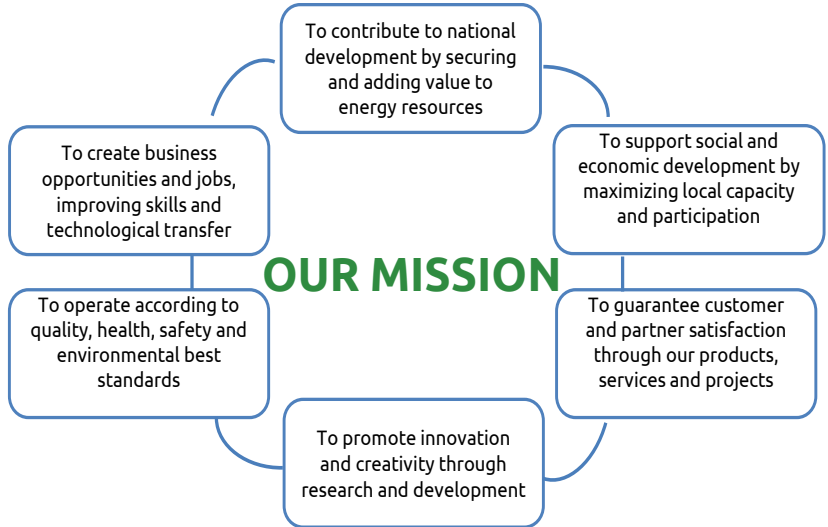 To contribute to national
development by securing
and adding value to
energy resources
To create business
opportunities and jobs,
improving skills and
technological transfer
To support social and
economic development by
maximizing local capacity
and participation
OUR MISSION
To operate according to
quality, health, safety and
environmental best
standards
To guarantee customer
and partner satisfaction
through our products,
services and projects
To promote innovation
and creativity through
research and development